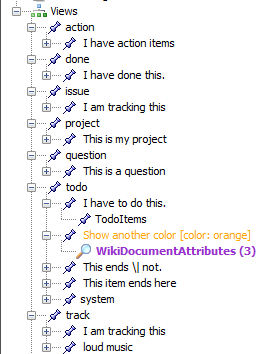 Views
action
I have action items
done
I have done this.
issue
I am tracking this
project
This is my project
question
This is a question
todo
I have to do this.
TodoItems
Show another color [color: orange]
WikiDocumentAttributes (3)
This ends \| not.
This item ends here
system
track
I am tracking this
loud music